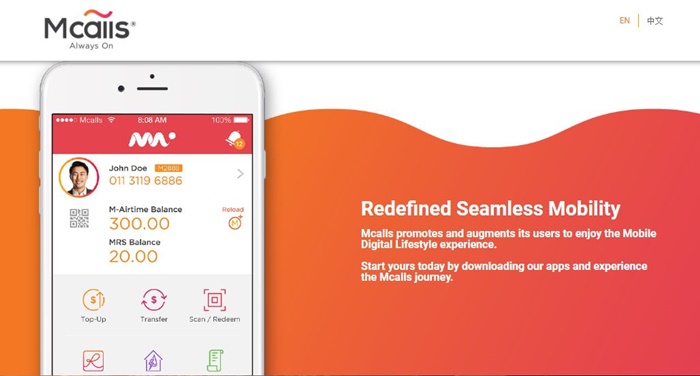 Mcalls®
Always On
EN | 中文
Mcalls
8:08 AM
100%
12
John Doe M2808
011 3119 6886
M-Airtime Balance
300.00
Reload
MRS Balance
20.00
Top-Up
Transfer
Scan / Redeem
Redefined Seamless Mobility
Mcalls promotes and augments its users to enjoy the Mobile
Digital Lifestyle experience.
Start yours today by downloading our apps and experience
the Mcalls journey.